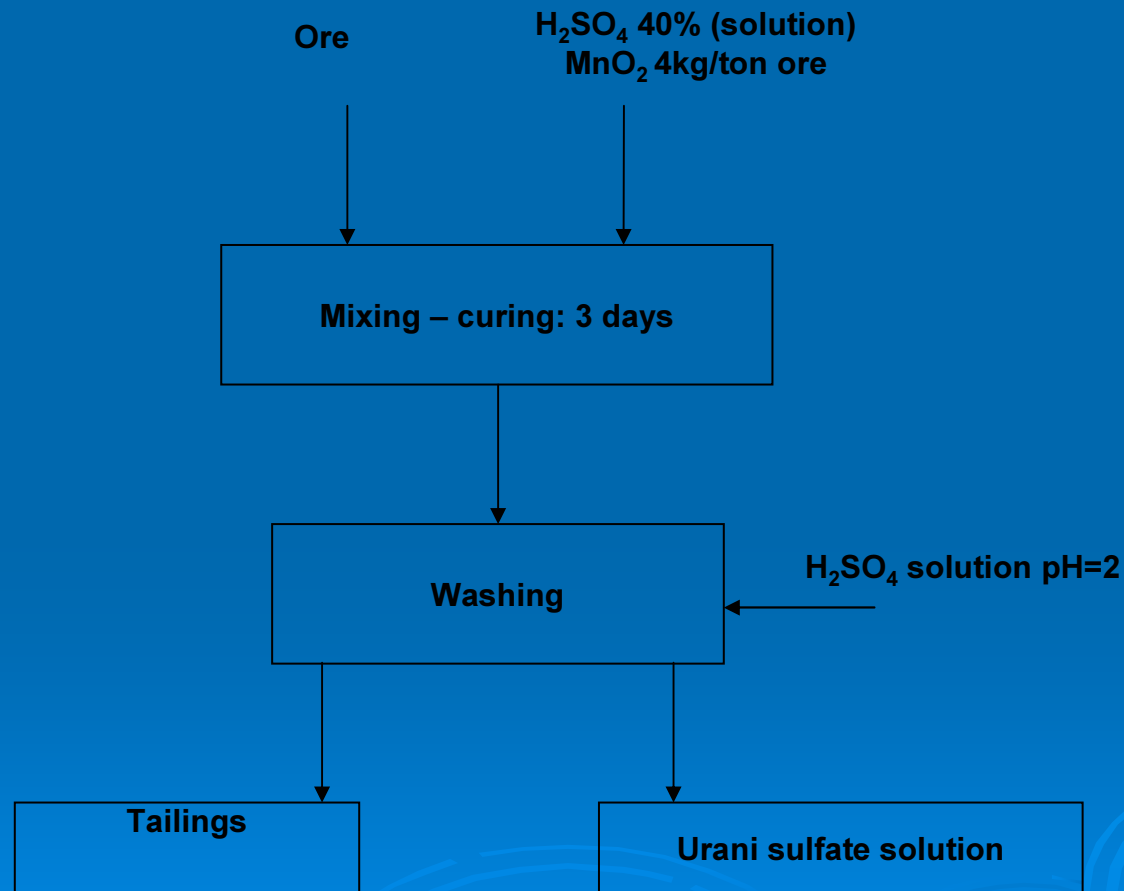 Ore
H₂SO₄ 40% (solution)
MnO₂ 4kg/ton ore
Mixing – curing: 3 days
Washing
H₂SO₄ solution pH=2
Tailings
Urani sulfate solution